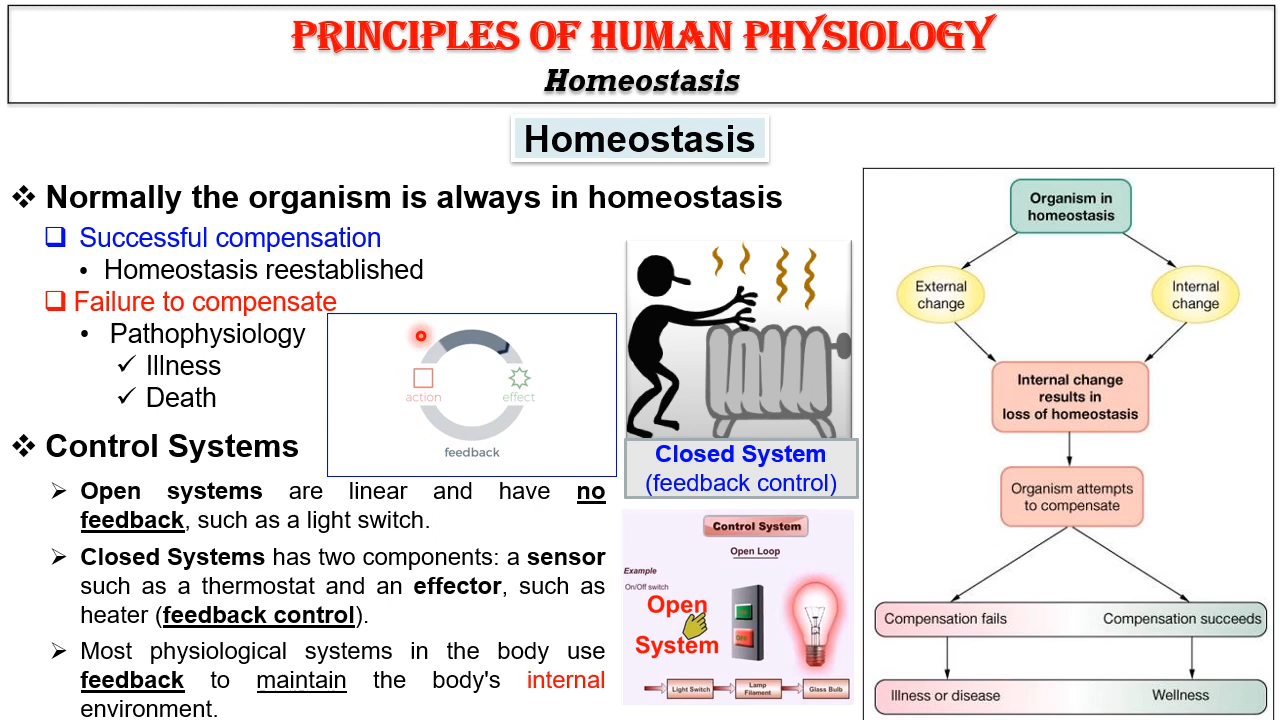 PRINCIPLES OF HUMAN PHYSIOLOGY
Homeostasis
Homeostasis
❖ Normally the organism is always in homeostasis
❑ Successful compensation
• Homeostasis reestablished
❑ Failure to compensate
• Pathophysiology
✓ Illness
✓ Death
❖ Control Systems
➢ Open systems are linear and have no
feedback, such as a light switch.
➢ Closed Systems has two components: a sensor
such as a thermostat and an effector, such as
heater (feedback control).
➢ Most physiological systems in the body use
feedback to maintain the body's internal
environment.
action
effect
feedback
Closed System
(feedback control)
Control System
Open Loop
Example
On/Off switch
Open
System
ON
OFF
Light Switch
Lamp
Filament
Glass Bulb
Organism in
homeostasis
External
change
Internal
change
Internal change
results in
loss of homeostasis
Organism attempts
to compensate
Compensation fails
Compensation succeeds
Illness or disease
Wellness